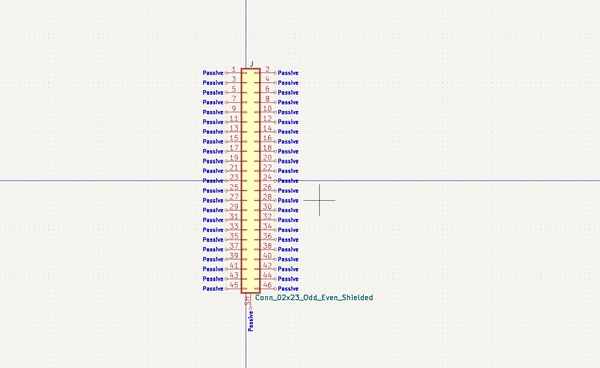 J
Passive 1 2 Passive
Passive 3 4 Passive
Passive 5 6 Passive
Passive 7 8 Passive
Passive 9 10 Passive
Passive 11 12 Passive
Passive 13 14 Passive
Passive 15 16 Passive
Passive 17 18 Passive
Passive 19 20 Passive
Passive 21 22 Passive
Passive 23 24 Passive
Passive 25 26 Passive
Passive 27 28 Passive
Passive 29 30 Passive
Passive 31 32 Passive
Passive 33 34 Passive
Passive 35 36 Passive
Passive 37 38 Passive
Passive 39 40 Passive
Passive 41 42 Passive
Passive 43 44 Passive
Passive 45 46 Passive
Conn_02x23_Odd_Even_Shielded
SH
Passive